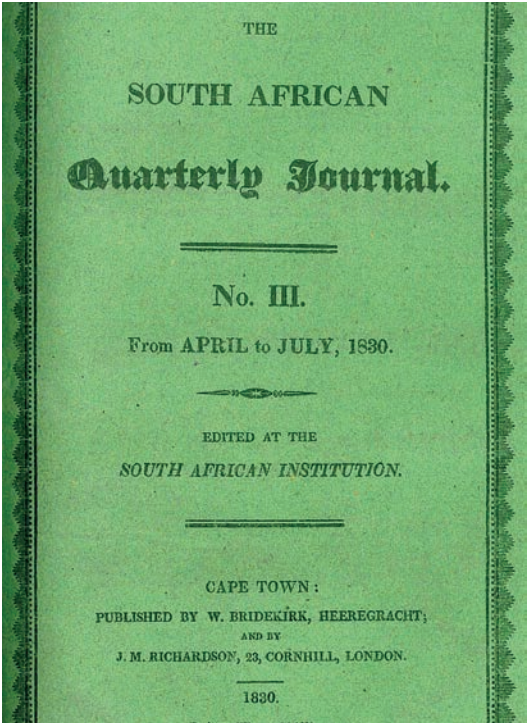 THE
SOUTH AFRICAN
Quarterly Journal.
No. III.
From APRIL to JULY, 1830.
EDITED AT THE
SOUTH AFRICAN INSTITUTION.
CAPE TOWN:
PUBLISHED BY W. BRIDEKIRK, HEEREGRACHT;
AND BY
J. M. RICHARDSON, 23, CORNHILL, LONDON.
1830.